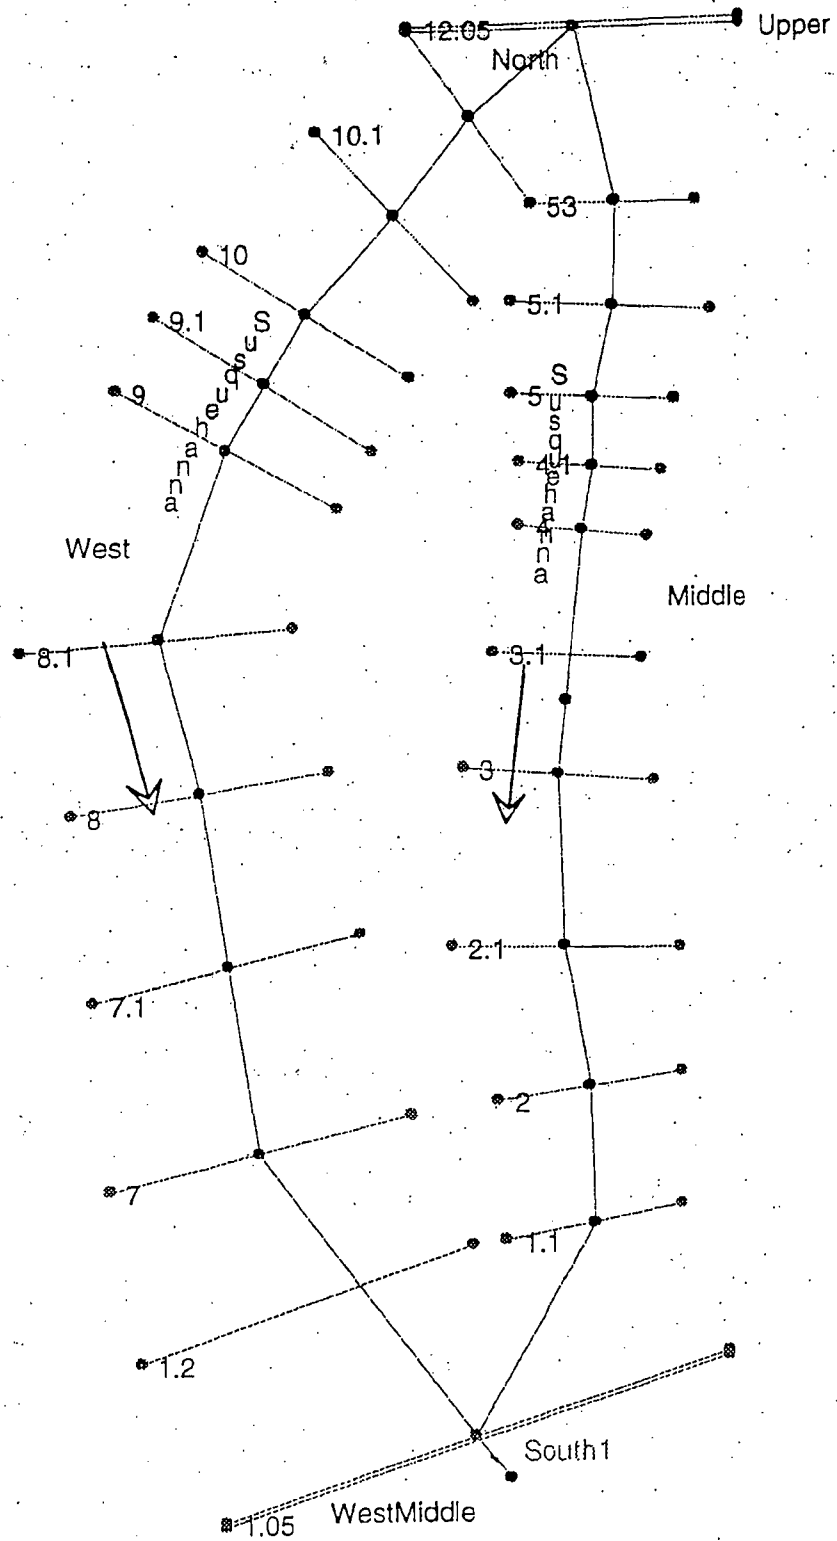 12.05
Upper
North
10.1
53
10
5.1
9.1
Susquehanna
9
Susquehanna
5
4.1
4
West
Middle
8.1
3.1
3
8
2.1
7.1
2
7
1.1
1.2
South1
WestMiddle
1.05